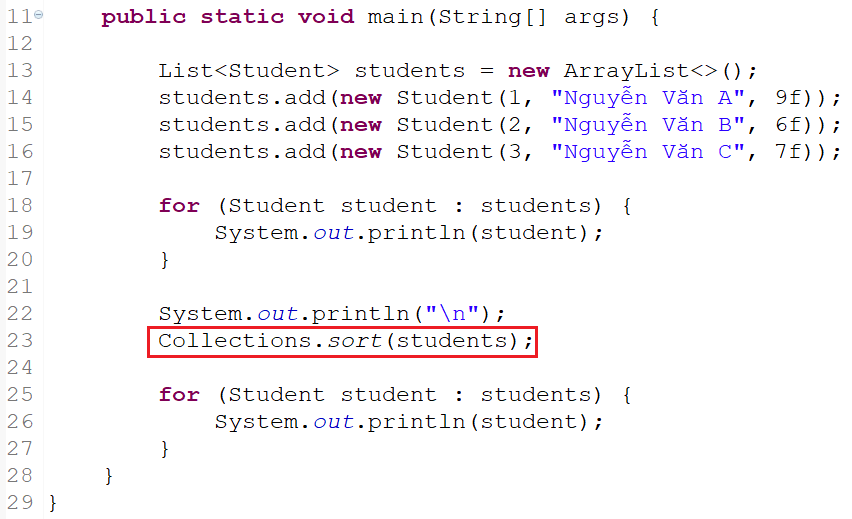 11 public static void main(String[] args) {
12
13 List<Student> students = new ArrayList<>();
14 students.add(new Student(1, "Nguyễn Văn A", 9f));
15 students.add(new Student(2, "Nguyễn Văn B", 6f));
16 students.add(new Student(3, "Nguyễn Văn C", 7f));
17
18 for (Student student : students) {
19 System.out.println(student);
20 }
21
22 System.out.println("\n");
23 Collections.sort(students);
24
25 for (Student student : students) {
26 System.out.println(student);
27 }
28 }
29 }